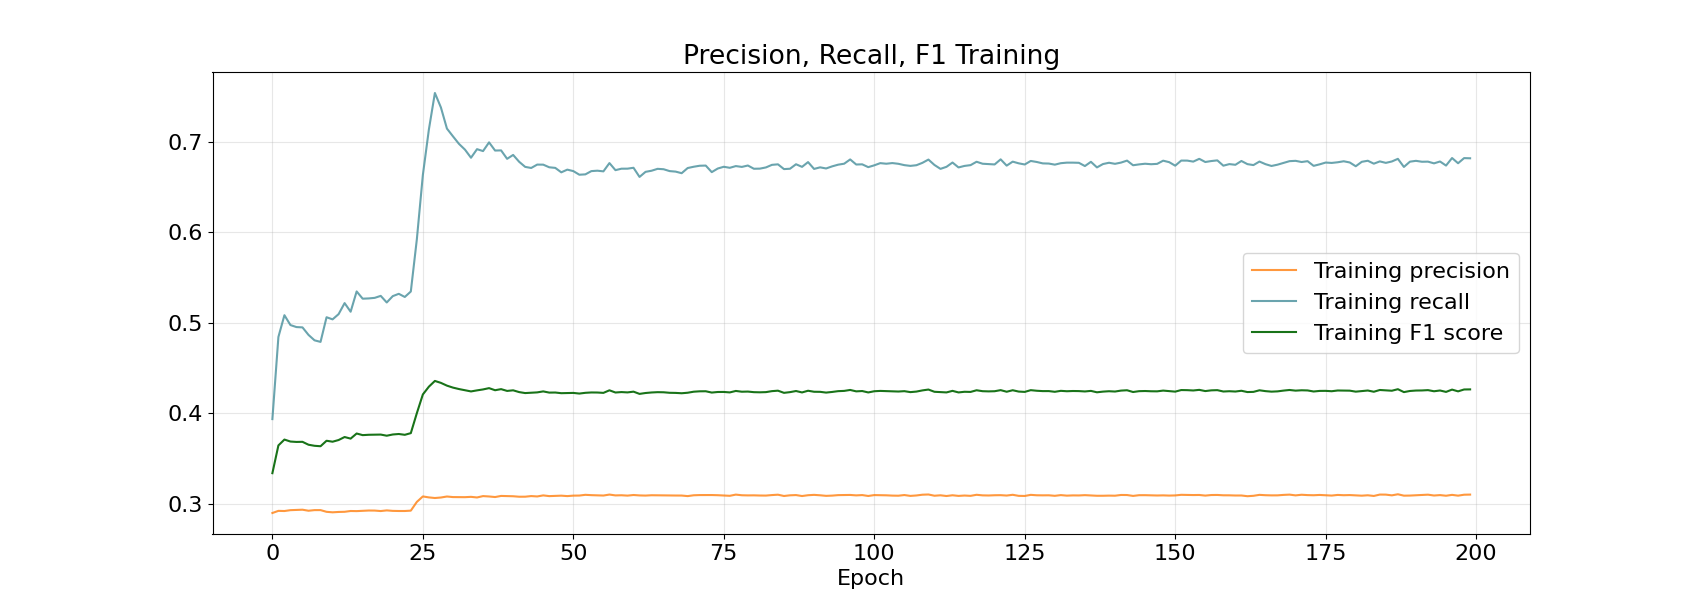 Precision, Recall, F1 Training
0.7
0.6
0.5
0.4
0.3
Training precision
Training recall
Training F1 score
0 25 50 75 100 125 150 175 200
Epoch